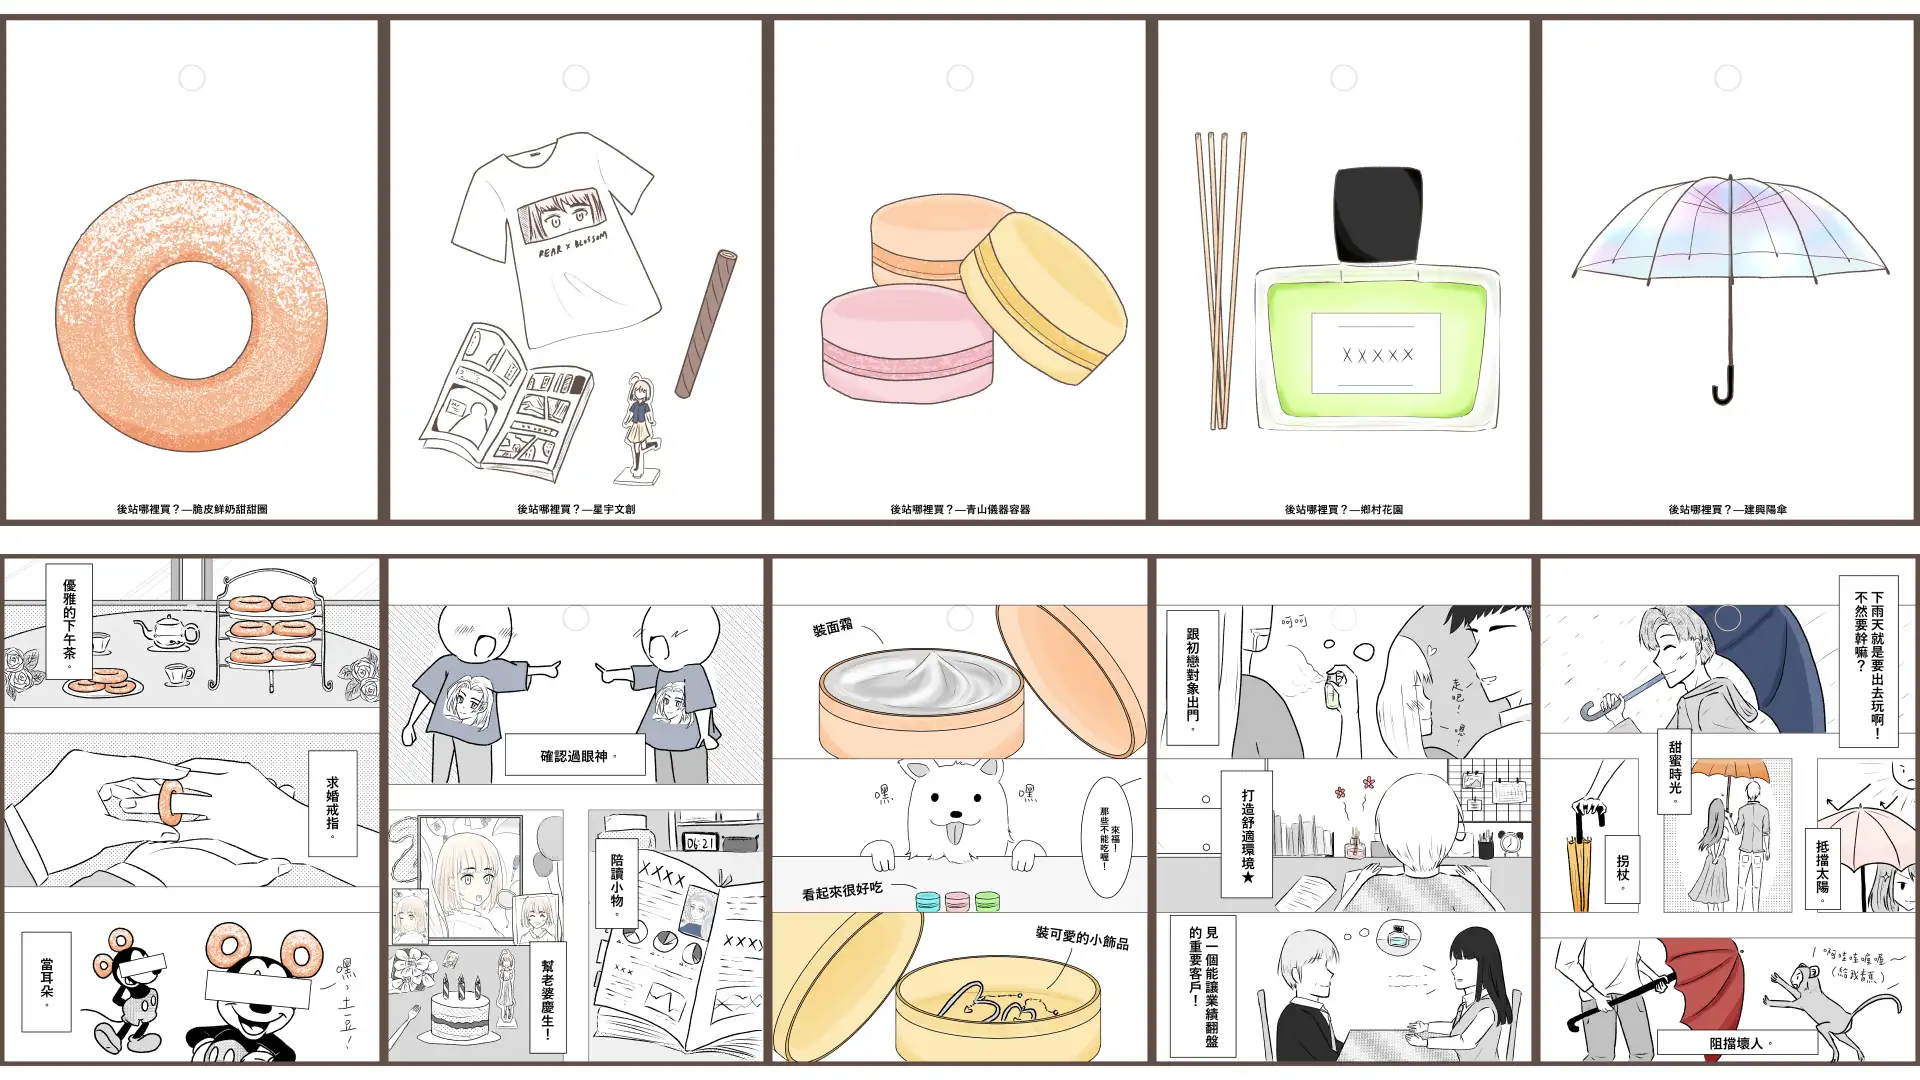 PEAR X BLOSSOM
X X X X X
後站哪裡買？—脆皮鮮奶甜甜圈
後站哪裡買？—星宇文創
後站哪裡買？—青山儀器容器
後站哪裡買？—鄉村花園
後站哪裡買？—建興陽傘
優雅的下午茶。
求婚戒指。
當耳朵。
嘿，土豆！
確認過眼神。
陪讀小物。
06:21
XXXX
XXXX
XXX
幫老婆慶生！
裝面霜
嘿
嘿
來福！
那些不能吃喔！
看起來很好吃
裝可愛的小飾品
跟初戀對象出門。
呵呵
走吧！
嗯！
打造舒適環境★
見一個能讓業績翻盤
的重要客戶！
下雨天就是要出去玩啊！
不然要幹嘛？
甜蜜時光。
拐杖。
抵擋太陽。
（給我香蕉）
阻擋壞人。